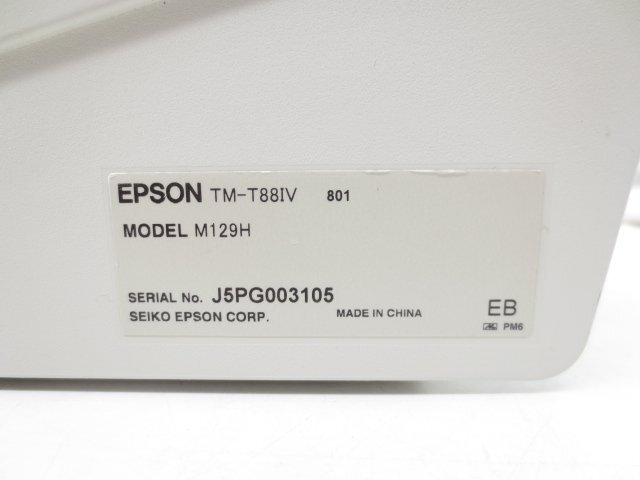 EPSON TM-T88IV 801
MODEL M129H
SERIAL No. J5PG003105
SEIKO EPSON CORP. MADE IN CHINA
EB
PM6